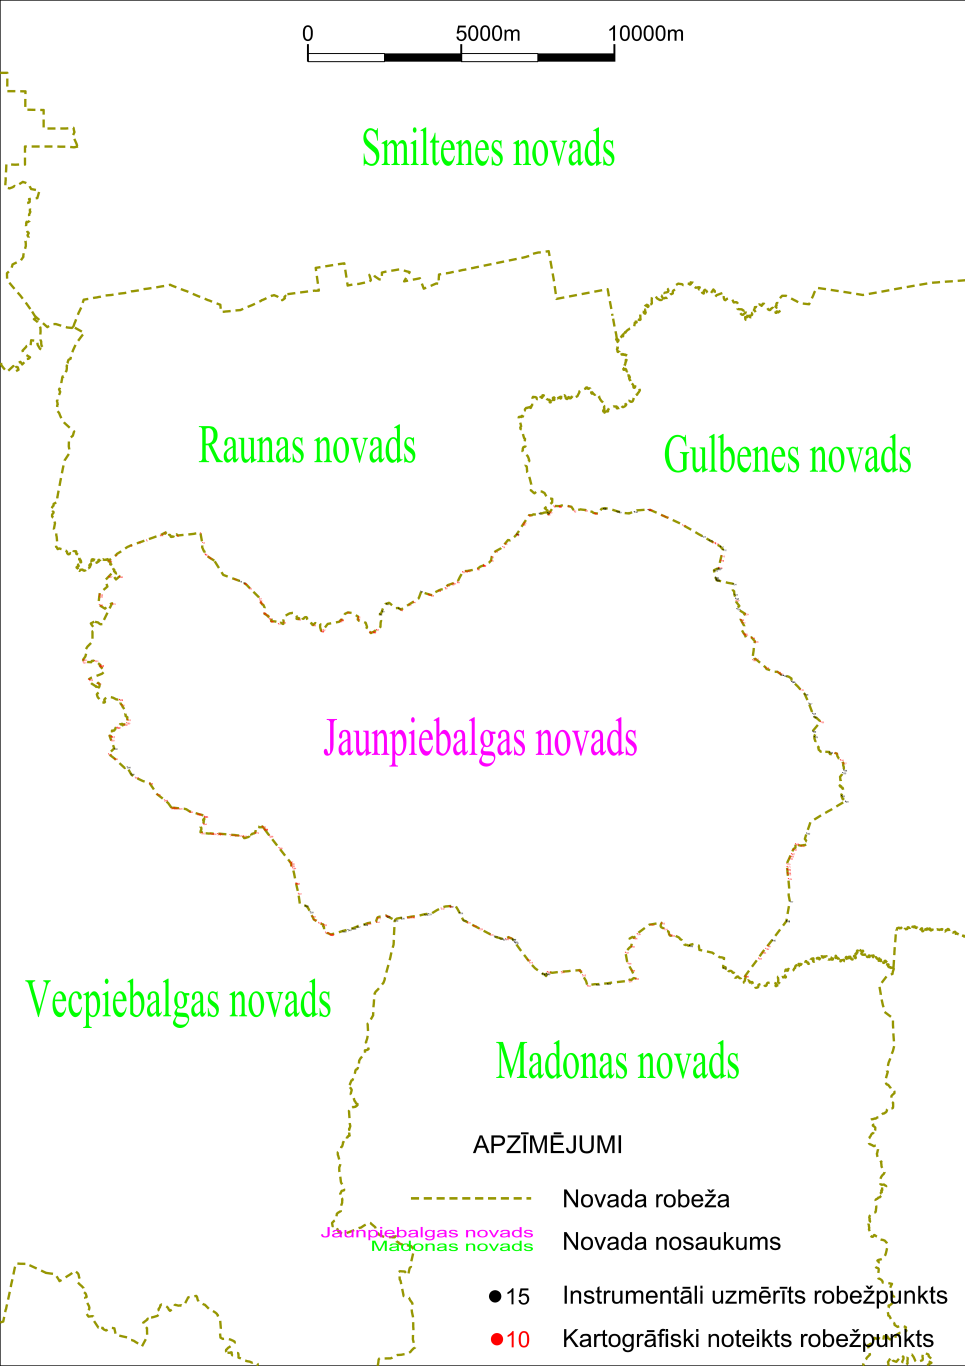 0 5000m 10000m
Smiltenes novads
Raunas novads
Gulbenes novads
Jaunpiebalgas novads
Vecpiebalgas novads
Madonas novads
APZĪMĒJUMI
Novada robeža
Jaunpiebalgas novads
Madonas novads
Novada nosaukums
15 Instrumentāli uzmērīts robežpunkts
10 Kartogrāfiski noteikts robežpunkts